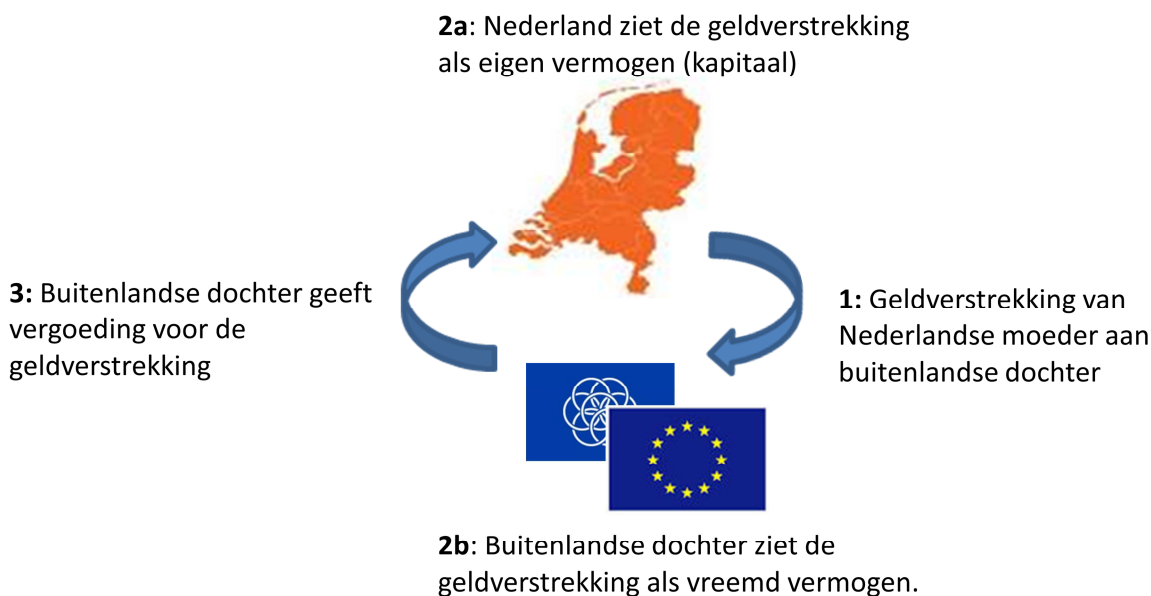 2a: Nederland ziet de geldverstrekking
als eigen vermogen (kapitaal)
3: Buitenlandse dochter geeft
vergoeding voor de
geldverstrekking
1: Geldverstrekking van
Nederlandse moeder aan
buitenlandse dochter
2b: Buitenlandse dochter ziet de
geldverstrekking als vreemd vermogen.